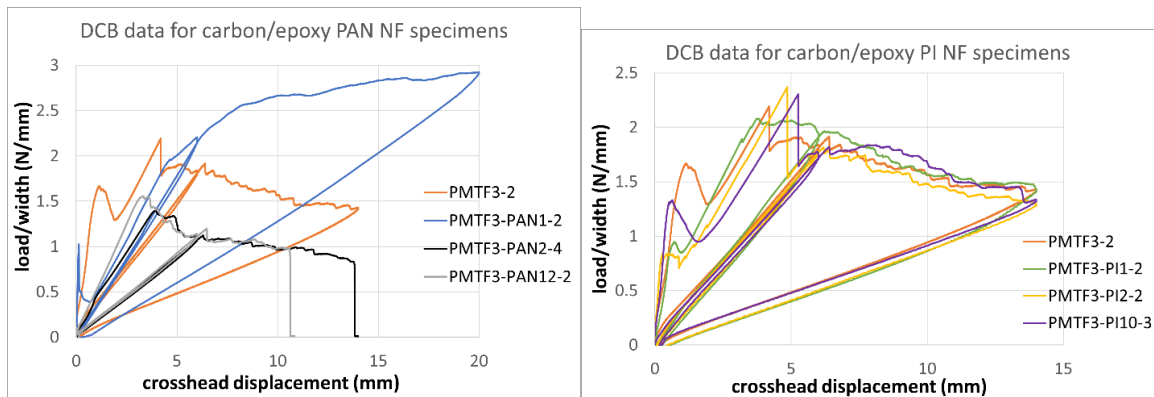 DCB data for carbon/epoxy PAN NF specimens
load/width (N/mm)
3
2.5
2
1.5
1
0.5
0
0
5
10
15
20
crosshead displacement (mm)
PMTF3-2
PMTF3-PAN1-2
PMTF3-PAN2-4
PMTF3-PAN12-2
DCB data for carbon/epoxy PI NF specimens
load/width (N/mm)
2.5
2
1.5
1
0.5
0
0
5
10
15
crosshead displacement (mm)
PMTF3-2
PMTF3-PI1-2
PMTF3-PI2-2
PMTF3-PI10-3